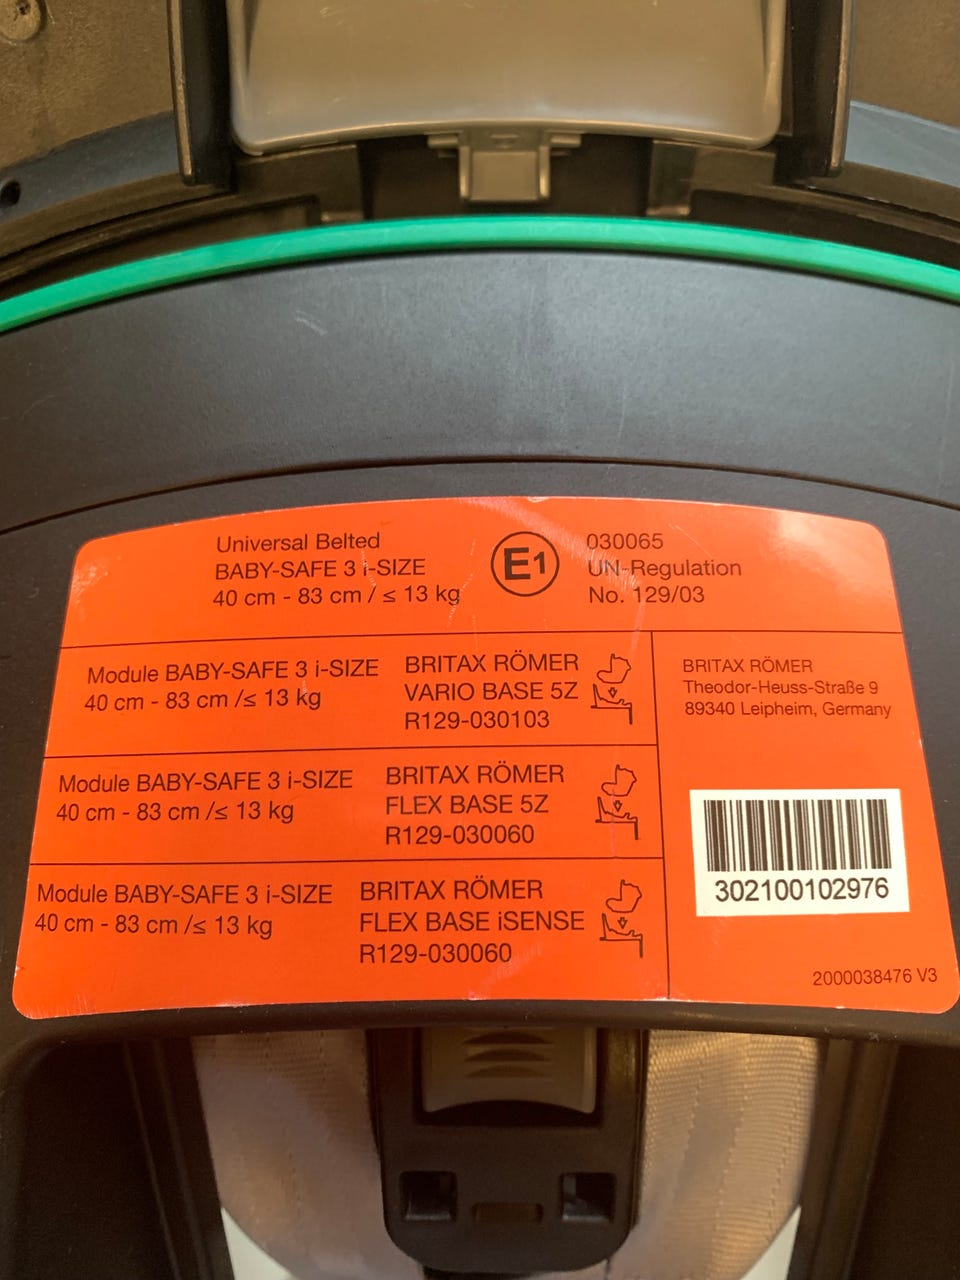 Universal Belted
BABY-SAFE 3 i-SIZE
40 cm - 83 cm / ≤ 13 kg
E1
030065
UN-Regulation
No. 129/03
Module BABY-SAFE 3 i-SIZE
40 cm - 83 cm /≤ 13 kg
BRITAX RÖMER
VARIO BASE 5Z
R129-030103
Module BABY-SAFE 3 i-SIZE
40 cm - 83 cm /≤ 13 kg
BRITAX RÖMER
FLEX BASE 5Z
R129-030060
Module BABY-SAFE 3 i-SIZE
40 cm - 83 cm /≤ 13 kg
BRITAX RÖMER
FLEX BASE iSENSE
R129-030060
BRITAX RÖMER
Theodor-Heuss-Straße 9
89340 Leipheim, Germany
302100102976
2000038476 V3